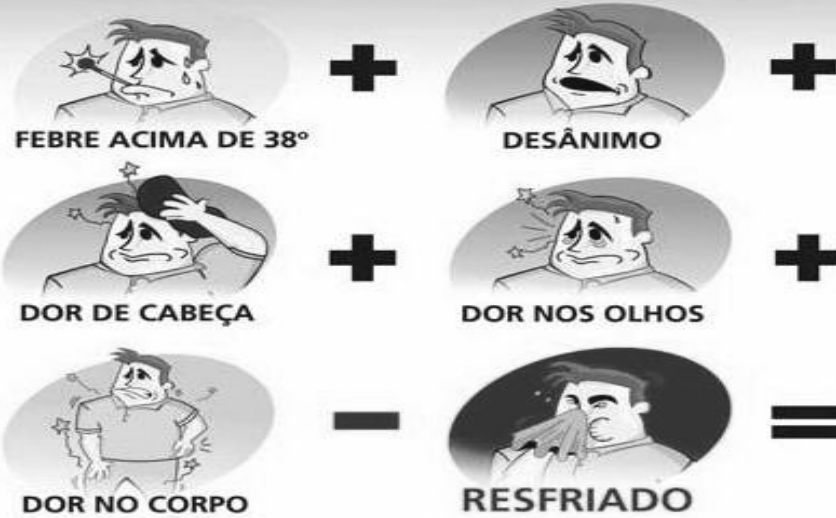 FEBRE ACIMA DE 38º
+
DESÂNIMO
+
DOR DE CABEÇA
+
DOR NOS OLHOS
+
DOR NO CORPO
-
RESFRIADO
=